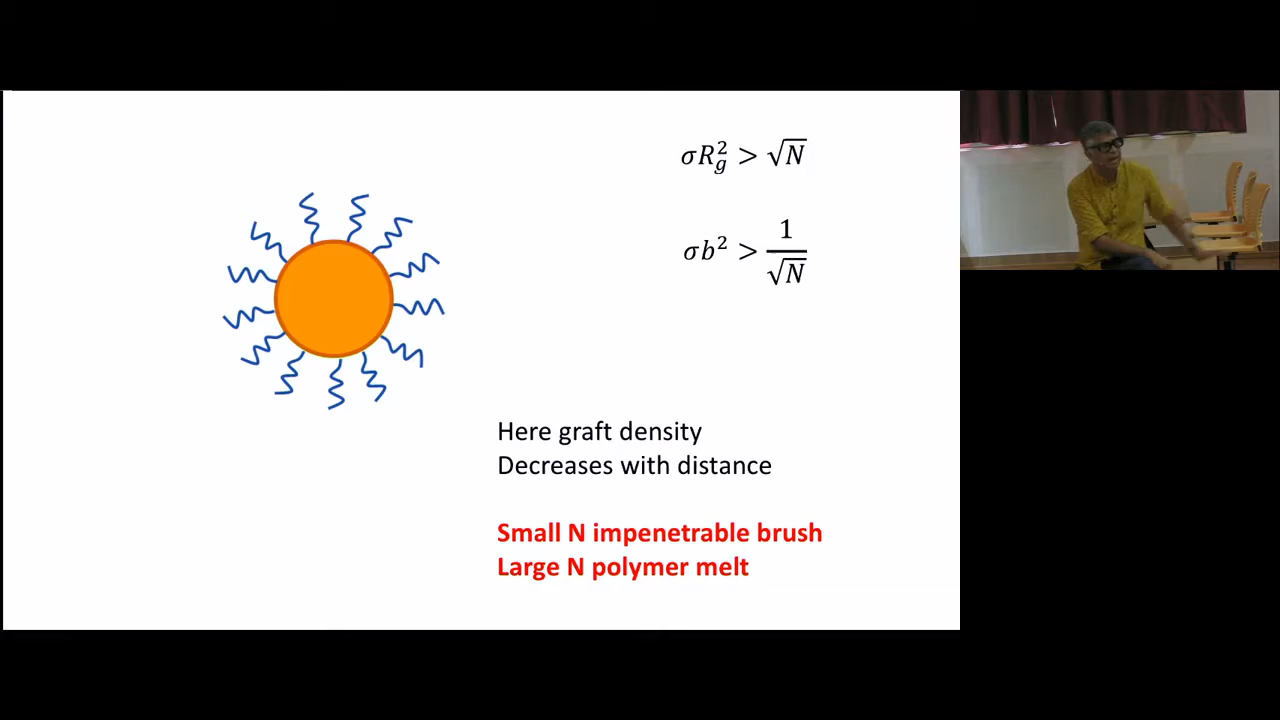 σR_g^2 > √N
σb^2 > 1/√N
Here graft density
Decreases with distance
Small N impenetrable brush
Large N polymer melt